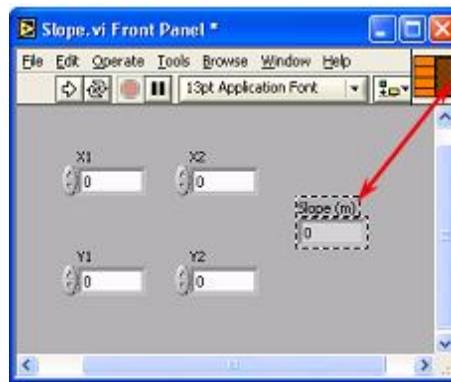 Slope.vi Front Panel *
File Edit Operate Tools Browse Window Help
13pt Application Font
X1 X2
0 0
Slope (m)
0
Y1 Y2
0 0